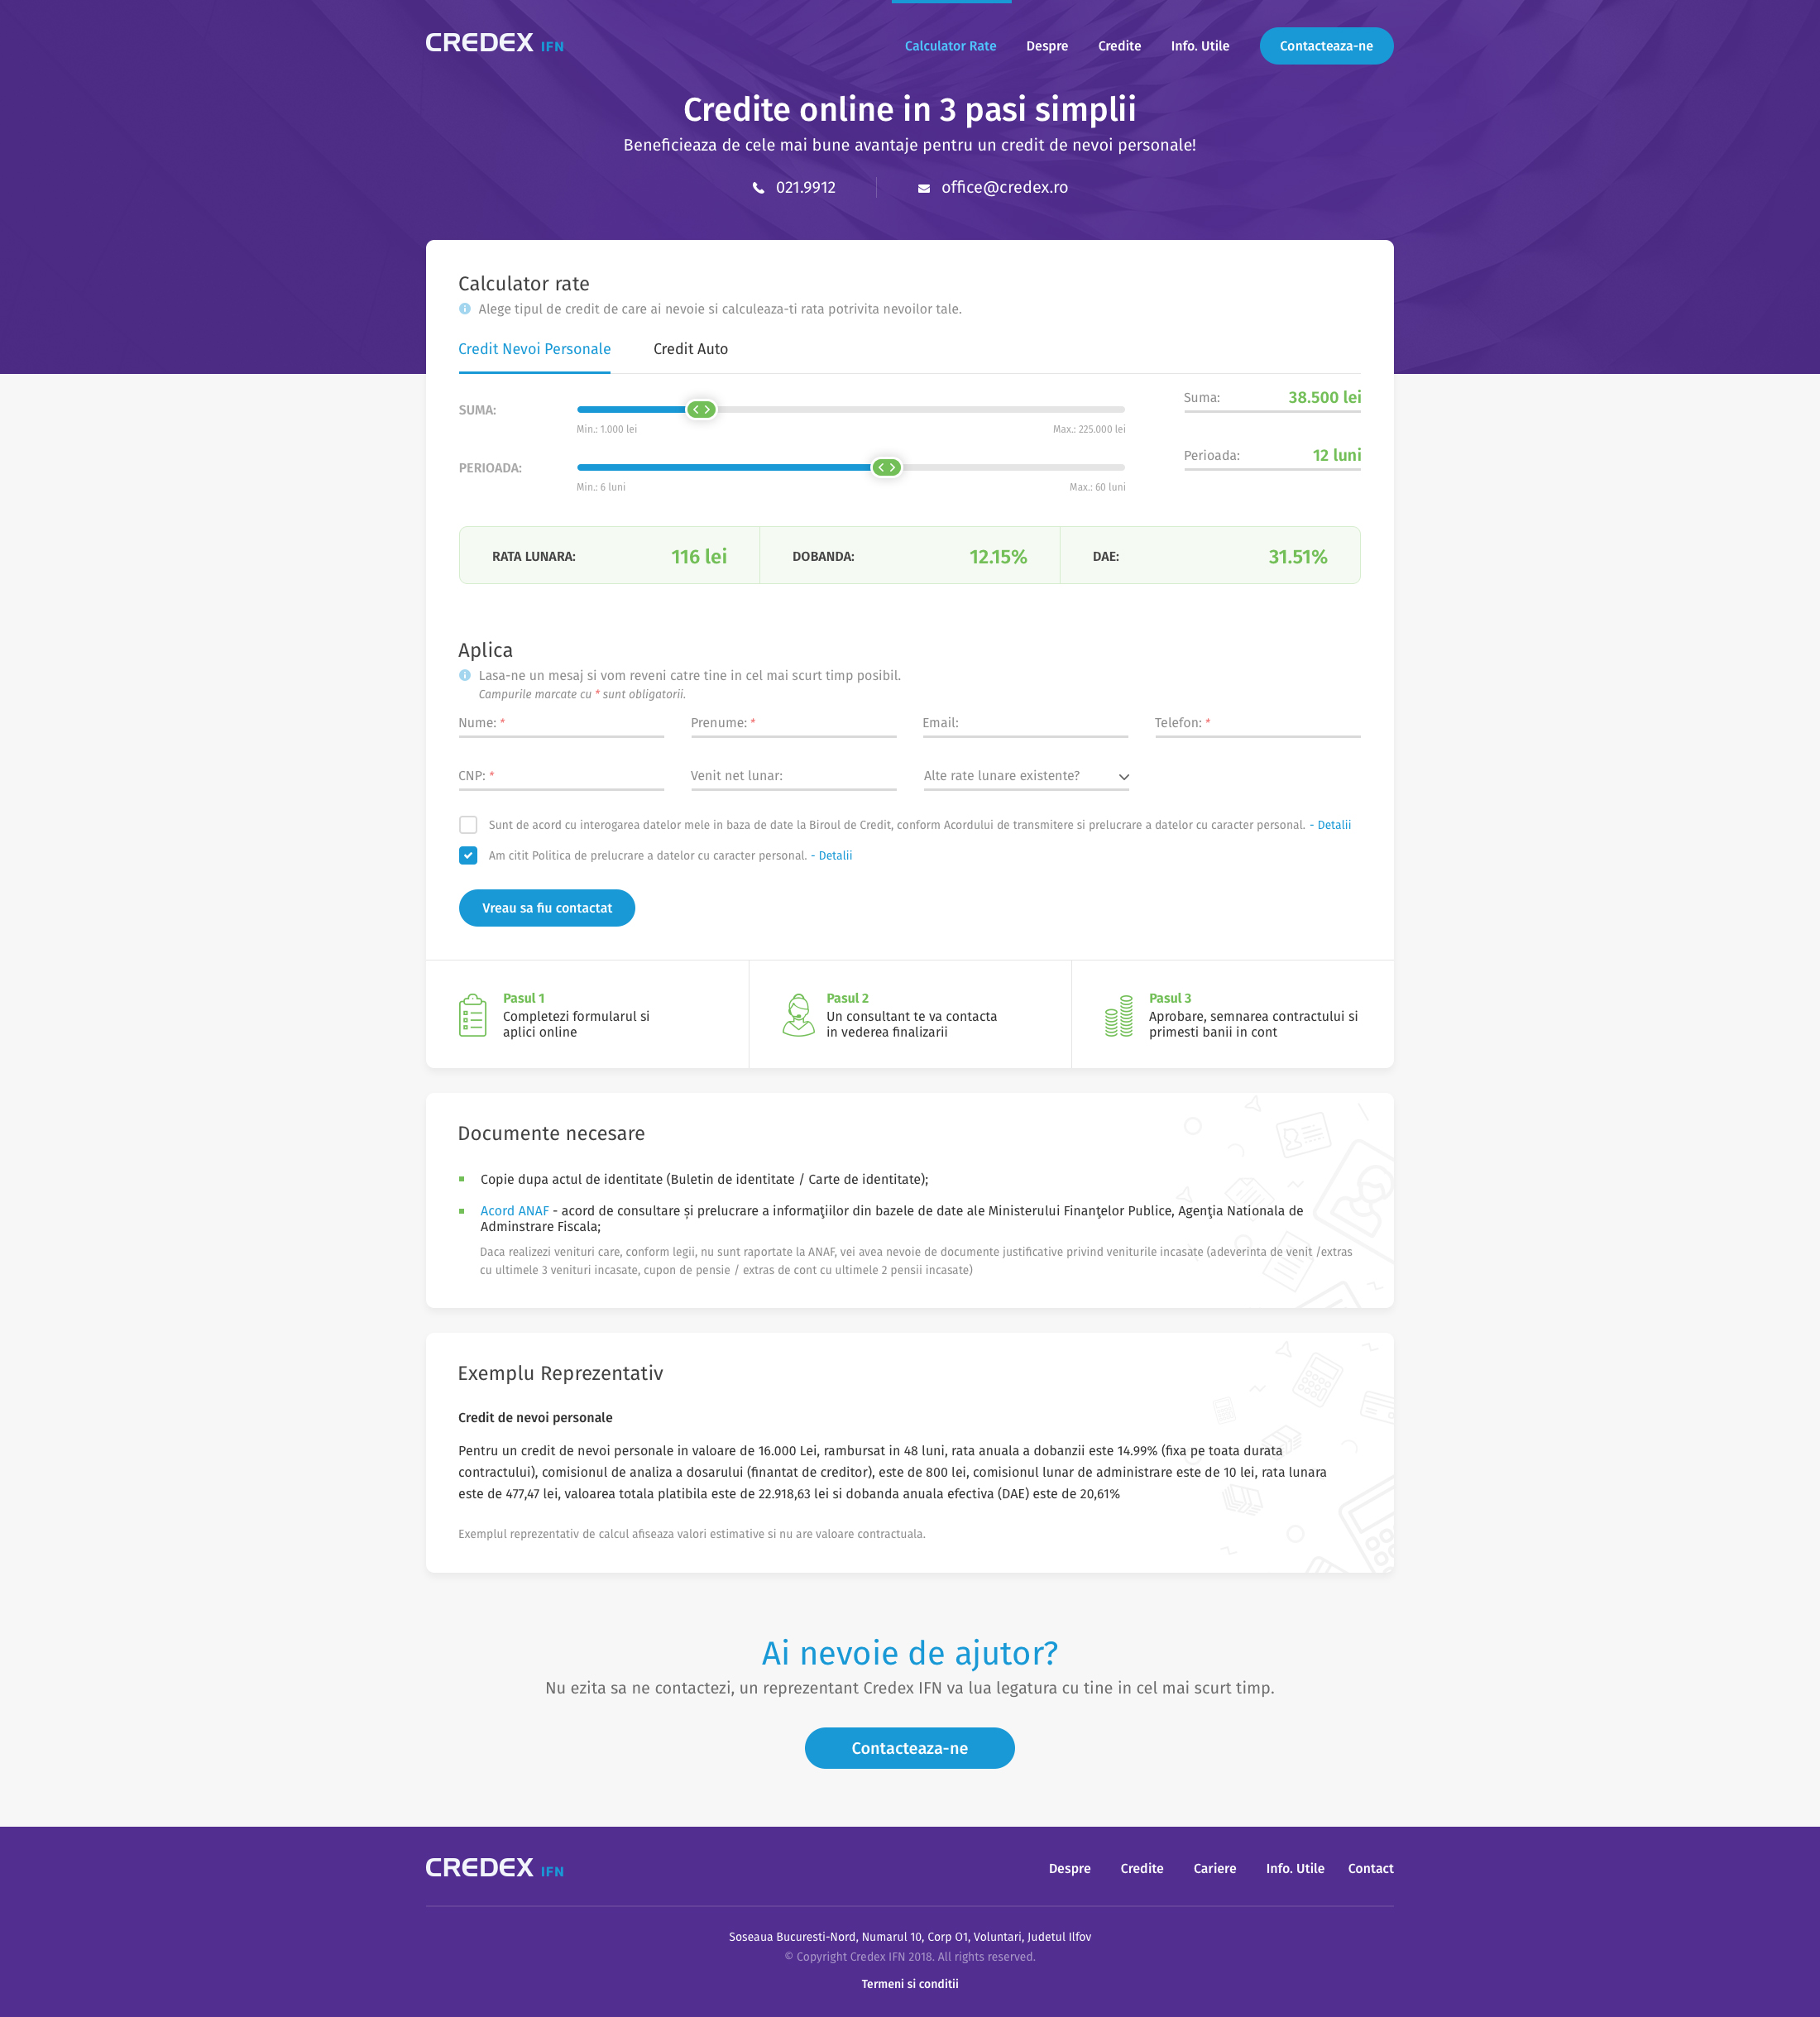 CREDEX IFN
Calculator Rate Despre Credite Info. Utile Contacteaza-ne
Credite online in 3 pasi simplii
Beneficieaza de cele mai bune avantaje pentru un credit de nevoi personale!
021.9912 office@credex.ro
Calculator rate
Alege tipul de credit de care ai nevoie si calculeaza-ti rata potrivita nevoilor tale.
Credit Nevoi Personale Credit Auto
SUMA:
Min.: 1.000 lei Max.: 225.000 lei
Suma: 38.500 lei
PERIOADA:
Min.: 6 luni Max.: 60 luni
Perioada: 12 luni
RATA LUNARA: 116 lei DOBANDA: 12.15% DAE: 31.51%
Aplica
Lasa-ne un mesaj si vom reveni catre tine in cel mai scurt timp posibil.
Campurile marcate cu * sunt obligatorii.
Nume: * Prenume: * Email: Telefon: *
CNP: * Venit net lunar: Alte rate lunare existente?
Sunt de acord cu interogarea datelor mele in baza de date la Biroul de Credit, conform Acordului de transmitere si prelucrare a datelor cu caracter personal. - Detalii
Am citit Politica de prelucrare a datelor cu caracter personal. - Detalii
Vreau sa fiu contactat
Pasul 1
Completezi formularul si
aplici online
Pasul 2
Un consultant te va contacta
in vederea finalizarii
Pasul 3
Aprobare, semnarea contractului si
primesti banii in cont
Documente necesare
Copie dupa actul de identitate (Buletin de identitate / Carte de identitate);
Acord ANAF - acord de consultare și prelucrare a informaţiilor din bazele de date ale Ministerului Finanţelor Publice, Agenţia Nationala de
Adminstrare Fiscala;
Daca realizezi venituri care, conform legii, nu sunt raportate la ANAF, vei avea nevoie de documente justificative privind veniturile incasate (adeverinta de venit /extras
cu ultimele 3 venituri incasate, cupon de pensie / extras de cont cu ultimele 2 pensii incasate)
Exemplu Reprezentativ
Credit de nevoi personale
Pentru un credit de nevoi personale in valoare de 16.000 Lei, rambursat in 48 luni, rata anuala a dobanzii este 14.99% (fixa pe toata durata
contractului), comisionul de analiza a dosarului (finantat de creditor), este de 800 lei, comisionul lunar de administrare este de 10 lei, rata lunara
este de 477,47 lei, valoarea totala platibila este de 22.918,63 lei si dobanda anuala efectiva (DAE) este de 20,61%
Exemplul reprezentativ de calcul afiseaza valori estimative si nu are valoare contractuala.
Ai nevoie de ajutor?
Nu ezita sa ne contactezi, un reprezentant Credex IFN va lua legatura cu tine in cel mai scurt timp.
Contacteaza-ne
CREDEX IFN
Despre Credite Cariere Info. Utile Contact
Soseaua Bucuresti-Nord, Numarul 10, Corp O1, Voluntari, Judetul Ilfov
© Copyright Credex IFN 2018. All rights reserved.
Termeni si conditii